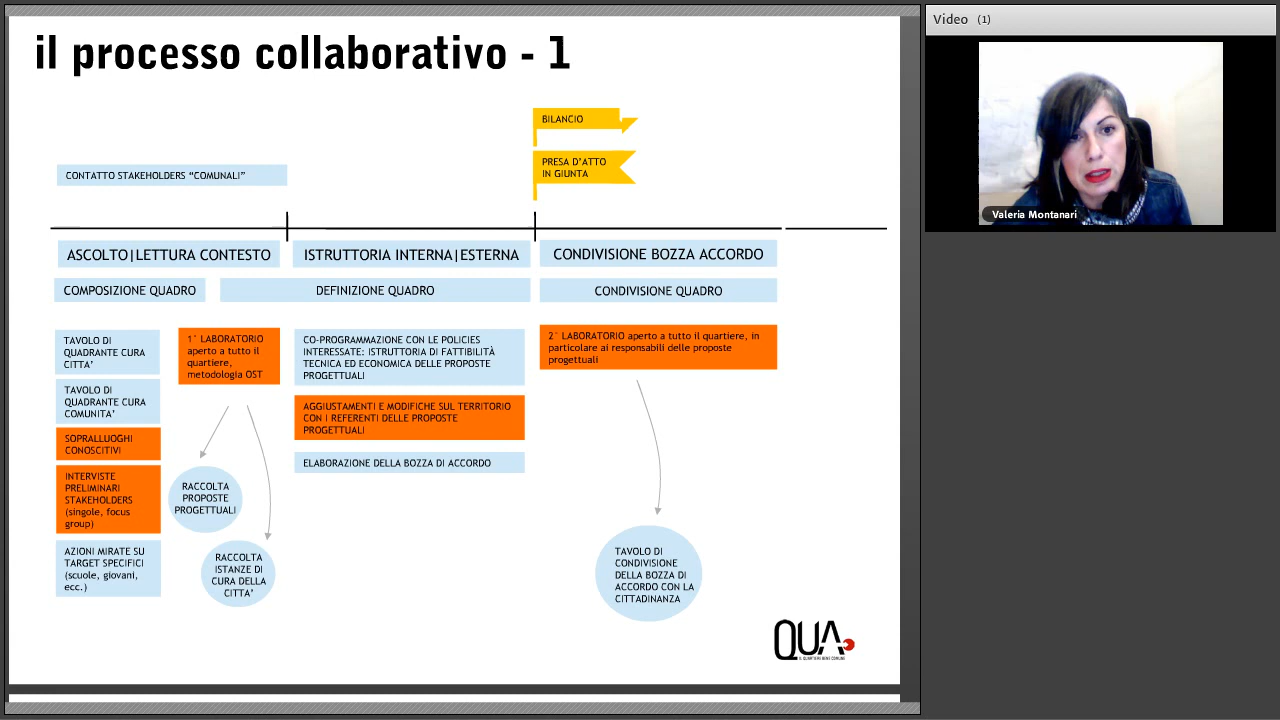 il processo collaborativo - 1
BILANCIO
PRESA D'ATTO
IN GIUNTA
CONTATTO STAKEHOLDERS “COMUNALI”
ASCOLTO|LETTURA CONTESTO
ISTRUTTORIA INTERNA|ESTERNA
CONDIVISIONE BOZZA ACCORDO
COMPOSIZIONE QUADRO
DEFINIZIONE QUADRO
CONDIVISIONE QUADRO
TAVOLO DI
QUADRANTE CURA
CITTA'
TAVOLO DI
QUADRANTE CURA
COMUNITA'
SOPRALLUOGHI
CONOSCITIVI
INTERVISTE
PRELIMINARI
STAKEHOLDERS
(singole, focus
group)
AZIONI MIRATE SU
TARGET SPECIFICI
(scuole, giovani,
ecc.)
1° LABORATORIO
aperto a tutto il
quartiere,
metodologia OST
RACCOLTA
PROPOSTE
PROGETTUALI
RACCOLTA
ISTANZE DI
CURA DELLA
CITTA'
CO-PROGRAMMAZIONE CON LE POLICIES
INTERESSATE: ISTRUTTORIA DI FATTIBILITÀ
TECNICA ED ECONOMICA DELLE PROPOSTE
PROGETTUALI
AGGIUSTAMENTI E MODIFICHE SUL TERRITORIO
CON I REFERENTI DELLE PROPOSTE
PROGETTUALI
ELABORAZIONE DELLA BOZZA DI ACCORDO
2° LABORATORIO aperto a tutto il quartiere, in
particolare ai responsabili delle proposte
progettuali
TAVOLO DI
CONDIVISIONE
DELLA BOZZA DI
ACCORDO CON LA
CITTADINANZA
QUA
IL QUARTIERE BENE COMUNE
Video (1)
Valeria Montanari